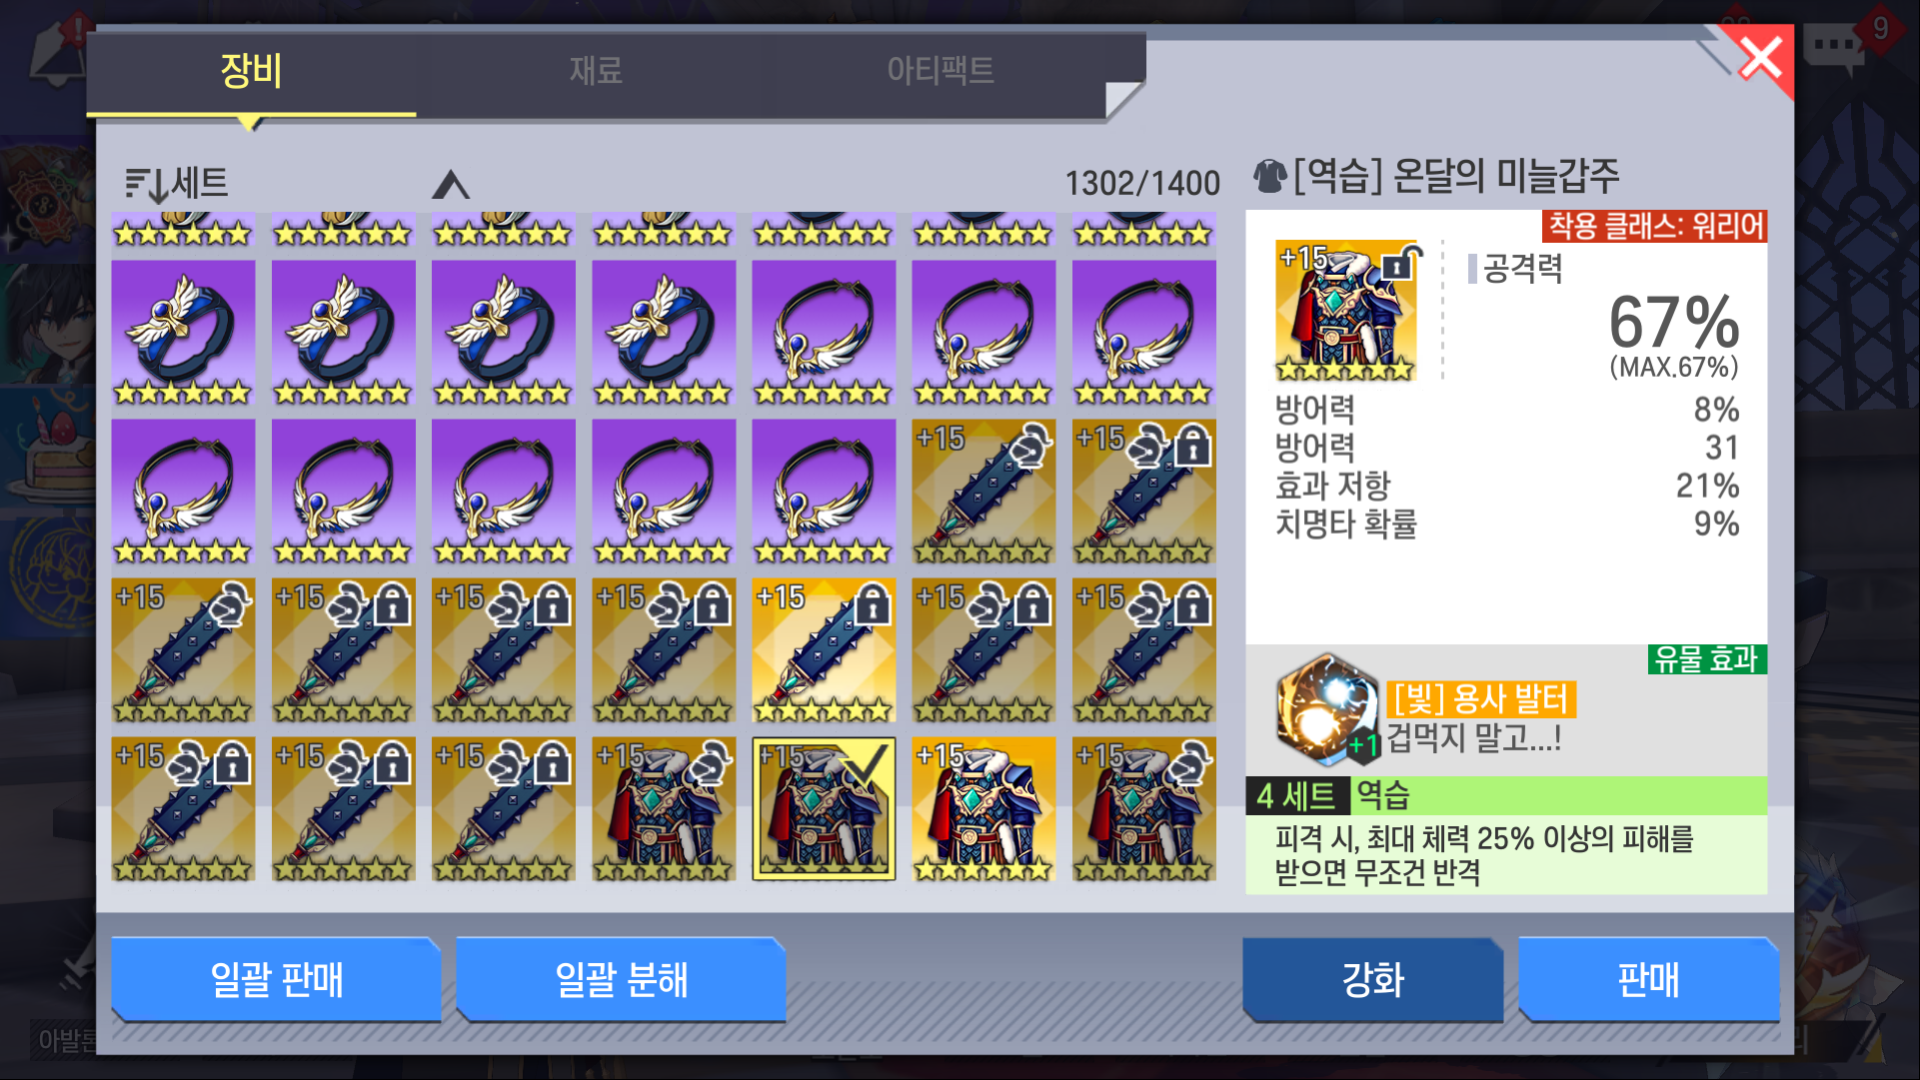 장비
재료
아티팩트
9
세트
1302/1400
[역습] 온달의 미늘갑주
착용 클래스: 워리어
+15
공격력
67%
(MAX.67%)
방어력 8%
방어력 31
효과 저항 21%
치명타 확률 9%
+15 +15
+15 +15 +15 +15 +15 +15 +15
+15 +15 +15 +15 +15 +15 +15
유물 효과
[빛] 용사 발터
+1 겁먹지 말고...!
4 세트 역습
피격 시, 최대 체력 25% 이상의 피해를
받으면 무조건 반격
일괄 판매
일괄 분해
강화
판매
아발론